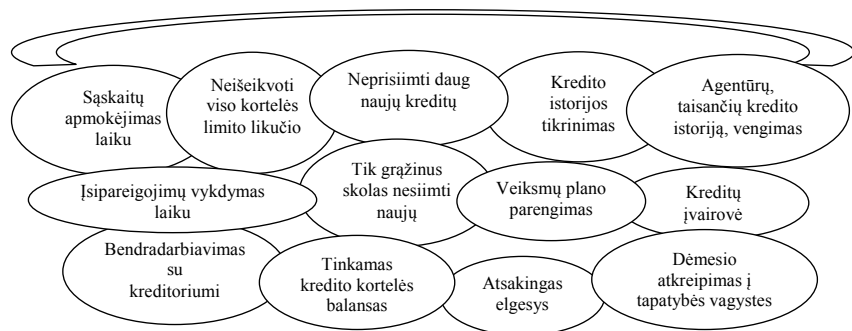 Sąskaitų
apmokėjimas
laiku
Neišeikvoti
viso kortelės
limito likučio
Neprisiimti daug
naujų kreditų
Kredito
istorijos
tikrinimas
Agentūrų,
taisančių kredito
istoriją, vengimas
Įsipareigojimų vykdymas
laiku
Tik grąžinus
skolas nesiimti
naujų
Veiksmų plano
parengimas
Kreditų
įvairovė
Bendradarbiavimas
su
kreditoriumi
Tinkamas
kredito kortelės
balansas
Atsakingas
elgesys
Dėmesio
atkreipimas į
tapatybės vagystes